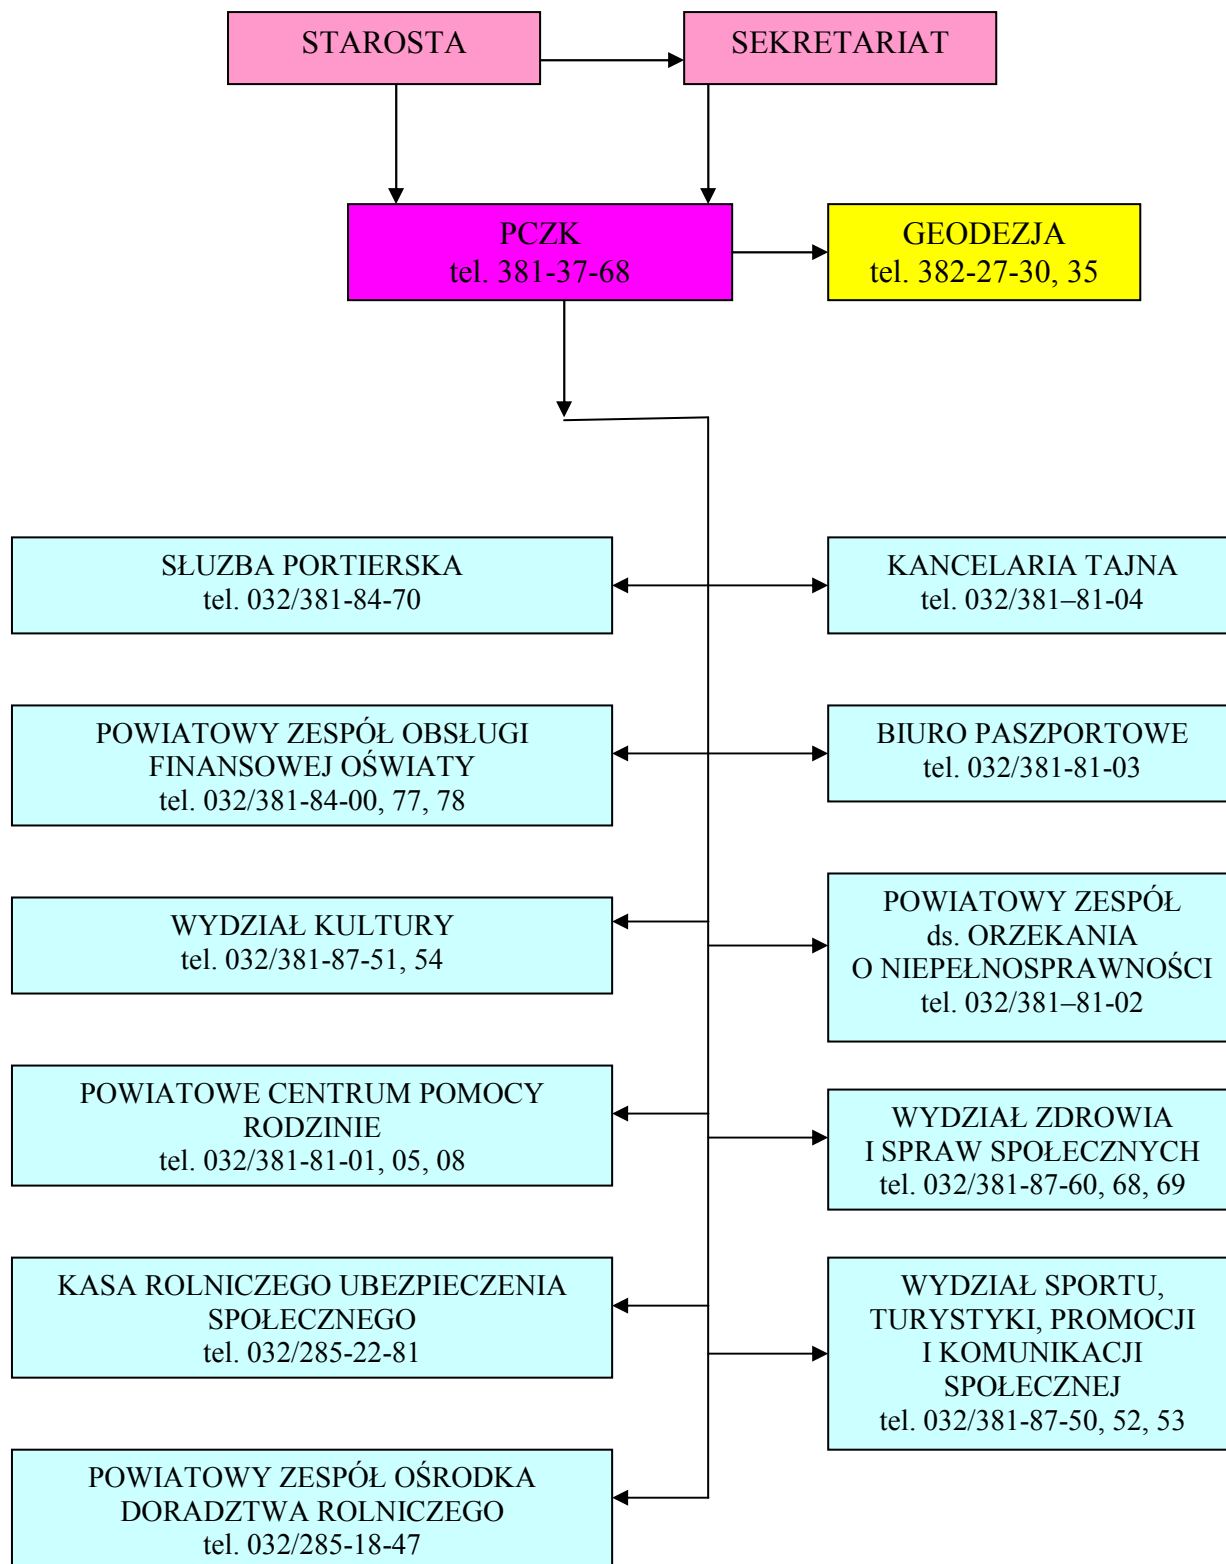 STAROSTA
SEKRETARIAT
PCZK
tel. 381-37-68
GEODEZJA
tel. 382-27-30, 35
SŁUZBA PORTIERSKA
tel. 032/381-84-70
KANCELARIA TAJNA
tel. 032/381–81-04
POWIATOWY ZESPÓŁ OBSŁUGI
FINANSOWEJ OŚWIATY
tel. 032/381-84-00, 77, 78
BIURO PASZPORTOWE
tel. 032/381-81-03
WYDZIAŁ KULTURY
tel. 032/381-87-51, 54
POWIATOWY ZESPÓŁ
ds. ORZEKANIA
O NIEPEŁNOSPRAWNOŚCI
tel. 032/381–81-02
POWIATOWE CENTRUM POMOCY
RODZINIE
tel. 032/381-81-01, 05, 08
WYDZIAŁ ZDROWIA
I SPRAW SPOŁECZNYCH
tel. 032/381-87-60, 68, 69
KASA ROLNICZEGO UBEZPIECZENIA
SPOŁECZNEGO
tel. 032/285-22-81
WYDZIAŁ SPORTU,
TURYSTYKI, PROMOCJI
I KOMUNIKACJI
SPOŁECZNEJ
tel. 032/381-87-50, 52, 53
POWIATOWY ZESPÓŁ OŚRODKA
DORADZTWA ROLNICZEGO
tel. 032/285-18-47